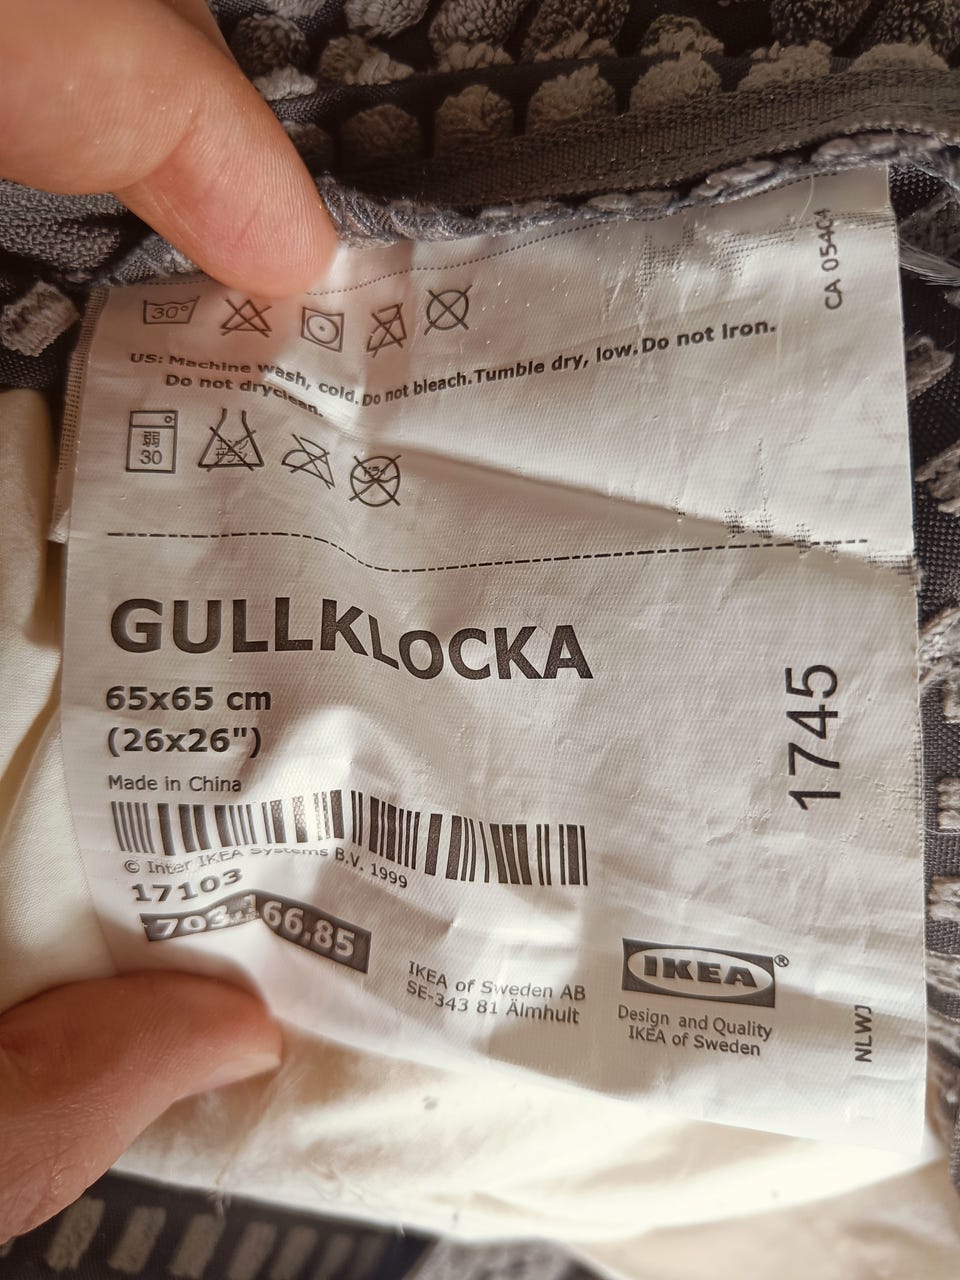 30°
US: Machine wash, cold. Do not bleach. Tumble dry, low. Do not Iron.
Do not dryclean.
弱
30
GULLKLOCKA
65x65 cm
(26x26")
Made in China
© Inter IKEA Systems B.V. 1999
17103
IKEA of Sweden AB
SE-343 81 Älmhult
IKEA®
Design and Quality
IKEA of Sweden
1745
NLWJ